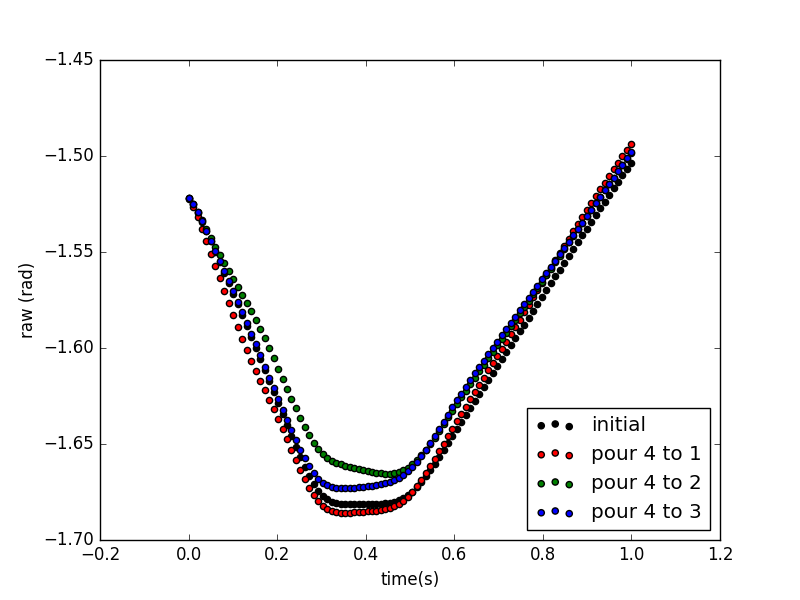 −1.45
−1.50
−1.55
−1.60
−1.65
−1.70
raw (rad)
initial
pour 4 to 1
pour 4 to 2
pour 4 to 3
−0.2 0.0 0.2 0.4 0.6 0.8 1.0 1.2
time(s)